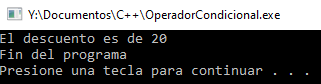 Y:\Documentos\C++\OperadorCondicional.exe
El descuento es de 20
Fin del programa
Presione una tecla para continuar . . .